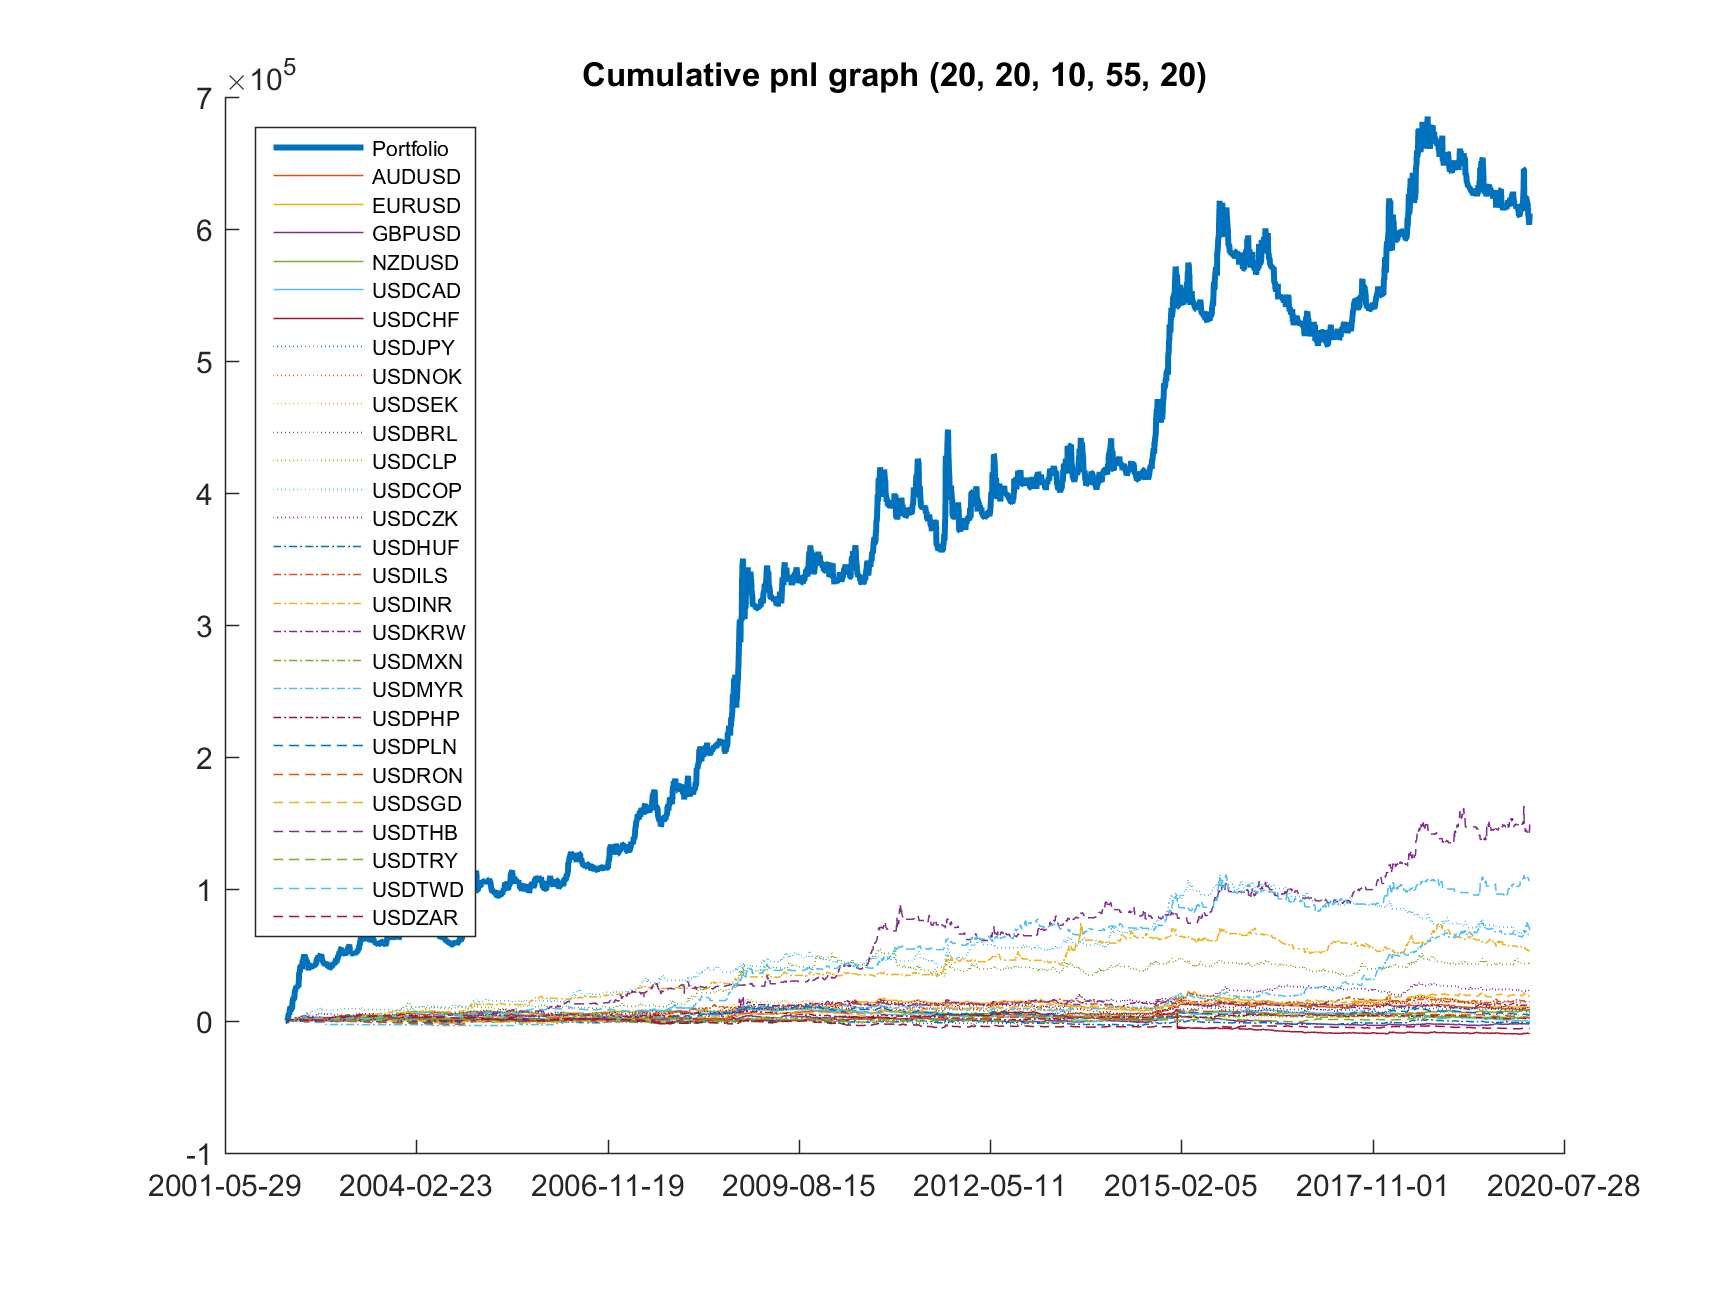 ×10^5
Cumulative pnl graph (20, 20, 10, 55, 20)
7
6
5
4
3
2
1
0
-1
Portfolio
AUDUSD
EURUSD
GBPUSD
NZDUSD
USDCAD
USDCHF
USDJPY
USDNOK
USDSEK
USDBRL
USDCLP
USDCOP
USDCZK
USDHUF
USDILS
USDINR
USDKRW
USDMXN
USDMYR
USDPHP
USDPLN
USDRON
USDSGD
USDTHB
USDTRY
USDTWD
USDZAR
2001-05-29 2004-02-23 2006-11-19 2009-08-15 2012-05-11 2015-02-05 2017-11-01 2020-07-28